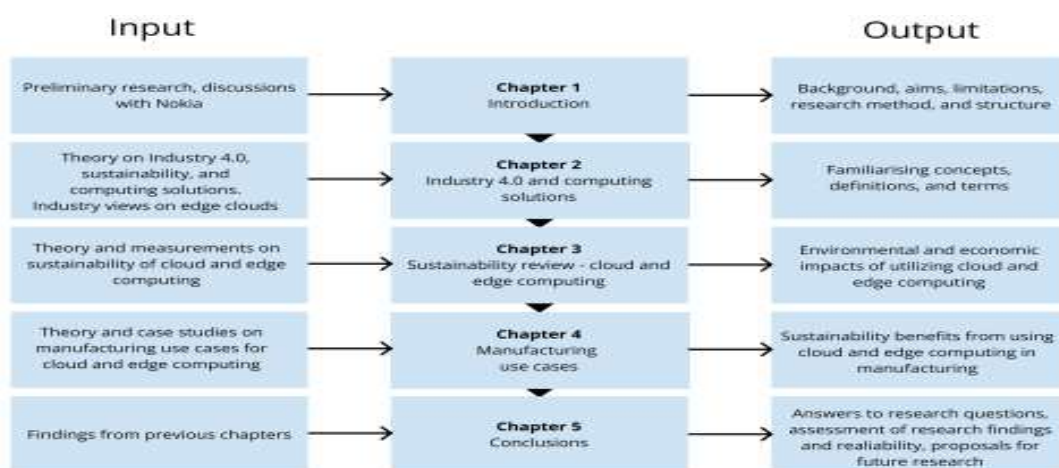 Input
Output
Preliminary research, discussions
with Nokia
Chapter 1
Introduction
Background, aims, limitations,
research method, and structure
Theory on Industry 4.0,
sustainability, and
computing solutions.
Industry views on edge clouds
Chapter 2
Industry 4.0 and computing
solutions
Familiarising concepts,
definitions, and terms
Theory and measurements on
sustainability of cloud and edge
computing
Chapter 3
Sustainability review - cloud and
edge computing
Environmental and economic
impacts of utilizing cloud and
edge computing
Theory and case studies on
manufacturing use cases for
cloud and edge computing
Chapter 4
Manufacturing
use cases
Sustainability benefits from using
cloud and edge computing in
manufacturing
Findings from previous chapters
Chapter 5
Conclusions
Answers to research questions,
assessment of research findings
and realiability, proposals for
future research